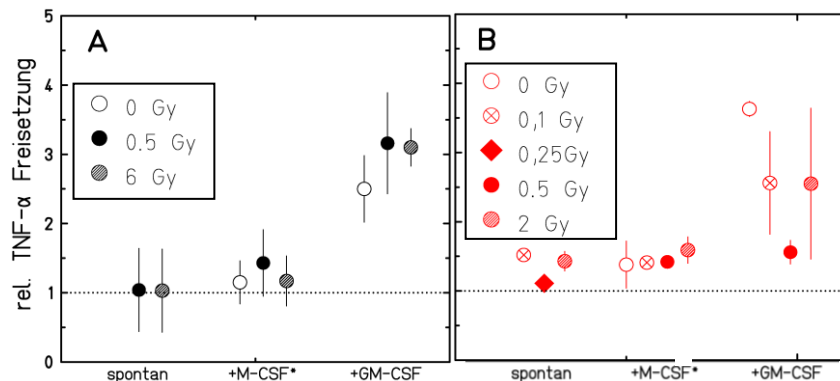 rel. TNF-α Freisetzung
5
4
3
2
1
0
A
0 Gy
0.5 Gy
6 Gy
spontan
+M-CSF*
+GM-CSF
B
0 Gy
0,1 Gy
0,25Gy
0.5 Gy
2 Gy
spontan
+M-CSF*
+GM-CSF